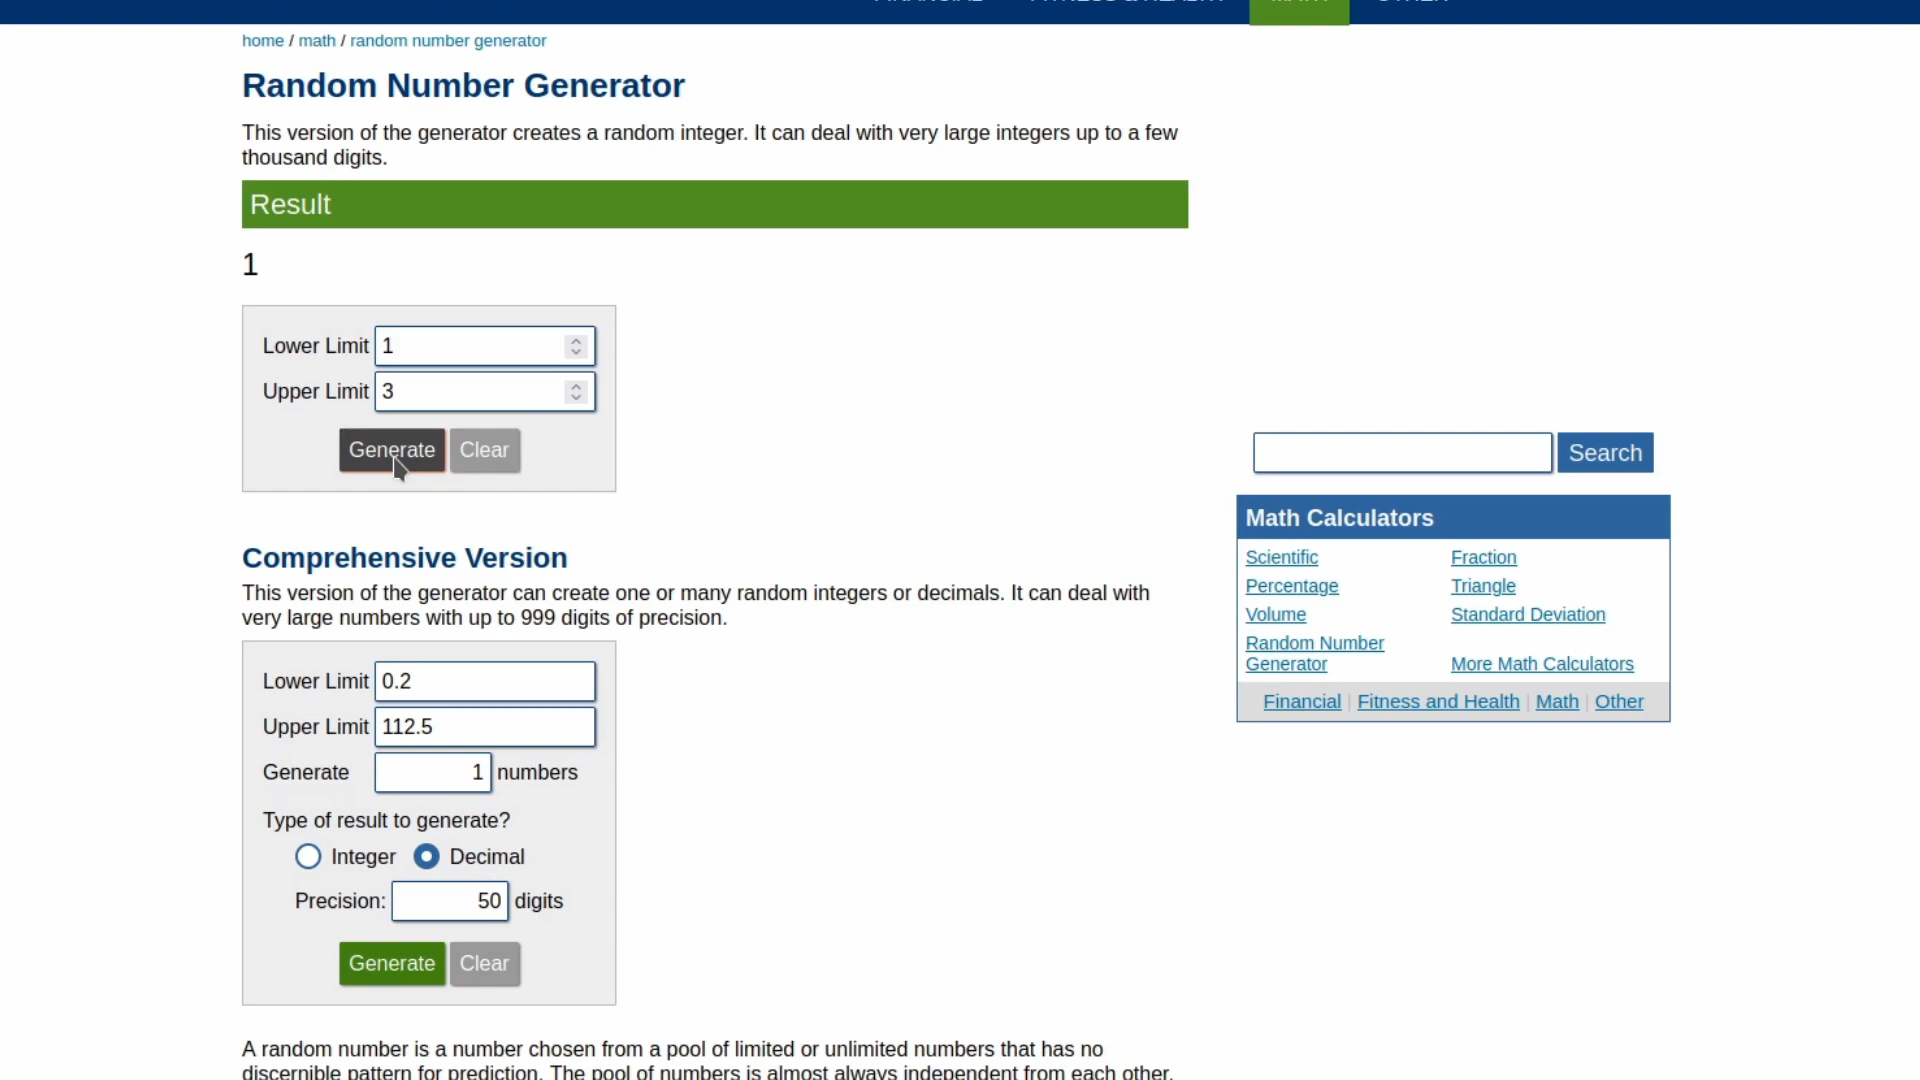 home / math / random number generator
Random Number Generator
This version of the generator creates a random integer. It can deal with very large integers up to a few
thousand digits.
Result
1
Lower Limit 1
Upper Limit 3
Generate Clear
Search
Math Calculators
Scientific Fraction
Percentage Triangle
Volume Standard Deviation
Random Number
Generator More Math Calculators
Financial | Fitness and Health | Math | Other
Comprehensive Version
This version of the generator can create one or many random integers or decimals. It can deal with
very large numbers with up to 999 digits of precision.
Lower Limit 0.2
Upper Limit 112.5
Generate 1 numbers
Type of result to generate?
Integer Decimal
Precision: 50 digits
Generate Clear
A random number is a number chosen from a pool of limited or unlimited numbers that has no
discernible pattern for prediction. The pool of numbers is almost always independent from each other.